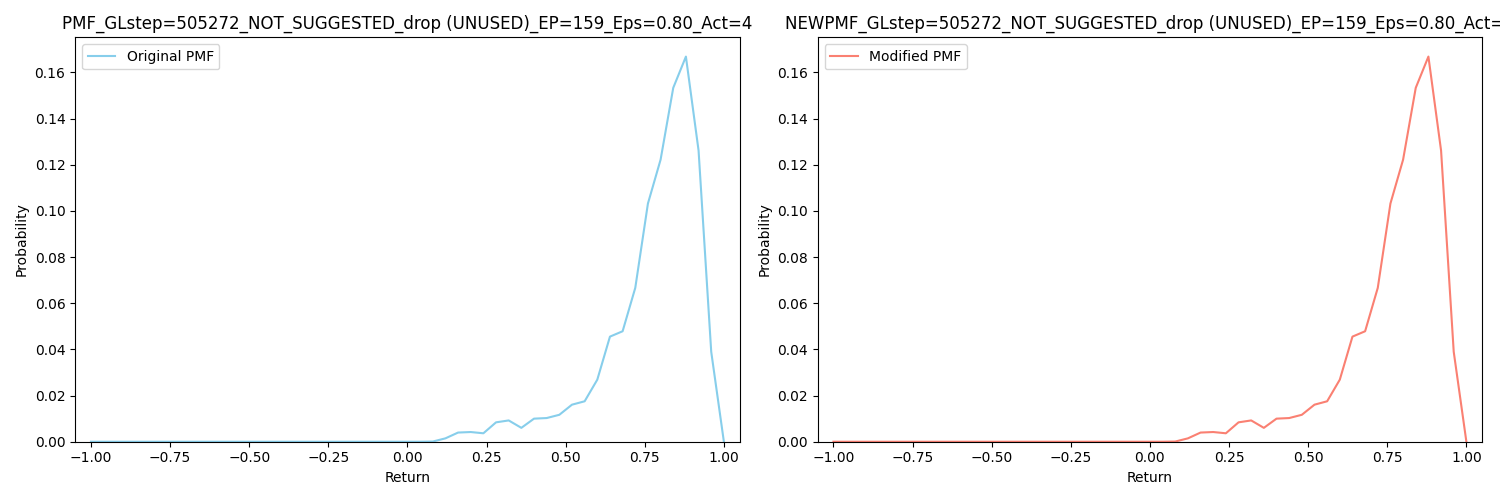 PMF_GLstep=505272_NOT_SUGGESTED_drop (UNUSED)_EP=159_Eps=0.80_Act=4
Original PMF
0.16
0.14
0.12
0.10
0.08
0.06
0.04
0.02
0.00
Probability
−1.00 −0.75 −0.50 −0.25 0.00 0.25 0.50 0.75 1.00
Return
NEWPMF_GLstep=505272_NOT_SUGGESTED_drop (UNUSED)_EP=159_Eps=0.80_Act=
Modified PMF
0.16
0.14
0.12
0.10
0.08
0.06
0.04
0.02
0.00
Probability
−1.00 −0.75 −0.50 −0.25 0.00 0.25 0.50 0.75 1.00
Return